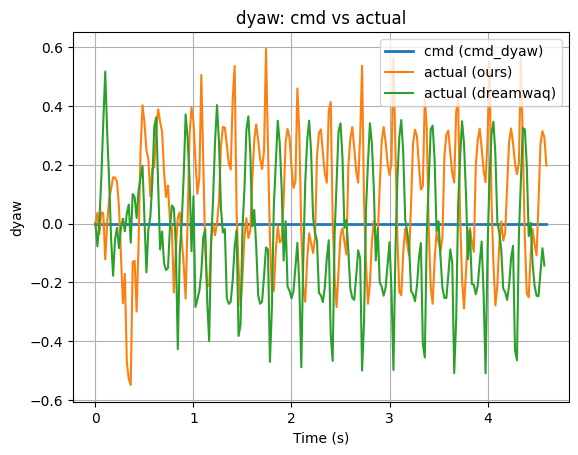 dyaw: cmd vs actual
cmd (cmd_dyaw)
actual (ours)
actual (dreamwaq)
0.6
0.4
0.2
0.0
−0.2
−0.4
−0.6
dyaw
0 1 2 3 4
Time (s)